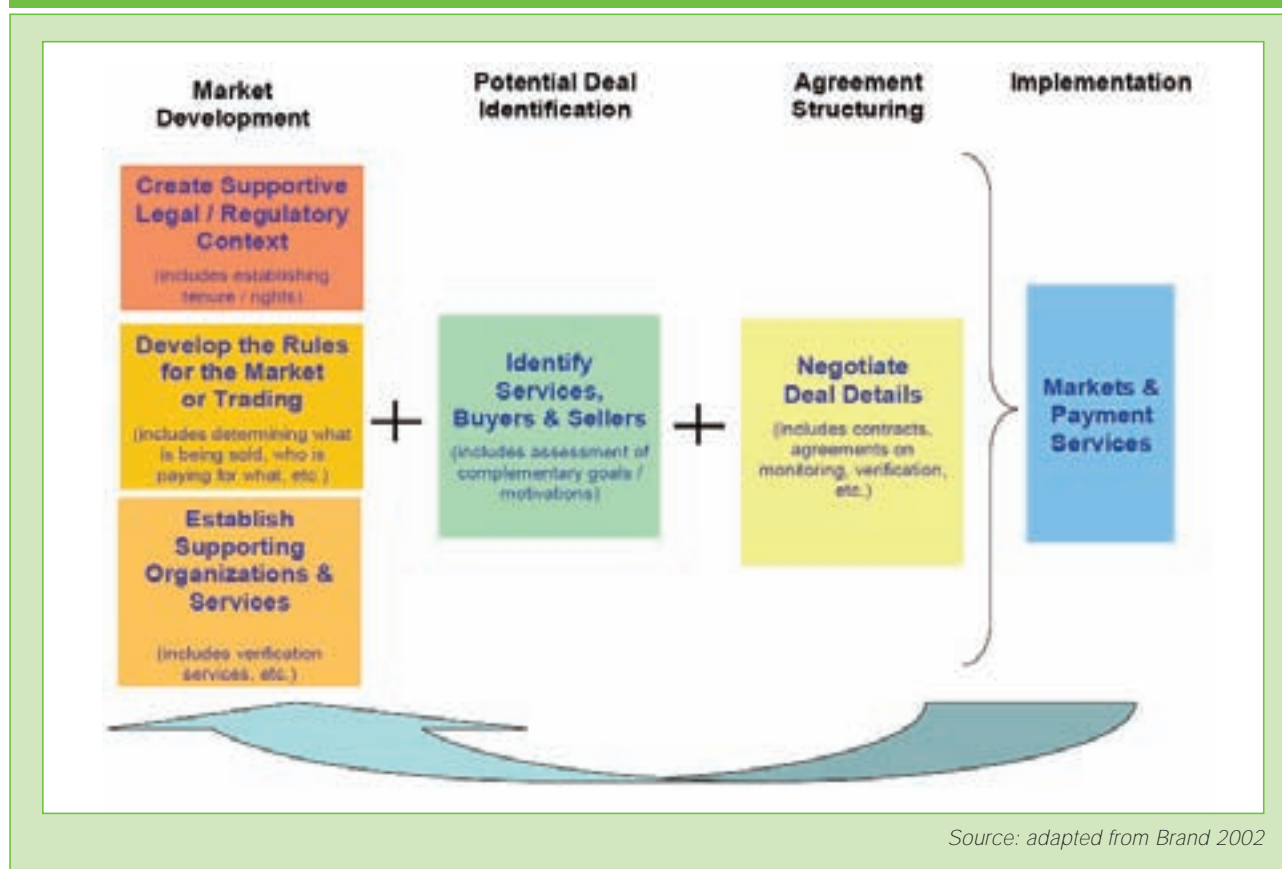 Market
Development
Potential Deal
Identification
Agreement
Structuring
Implementation
Create Supportive
Legal / Regulatory
Context
(includes establishing
tenure / rights)
Develop the Rules
for the Market
or Trading
(includes determining what
is being sold, who is
paying for what, etc.)
Establish
Supporting
Organizations &
Services
(includes verification
services, etc.)
+
Identify
Services,
Buyers & Sellers
(includes assessment of
complementary goals /
motivations)
+
Negotiate
Deal Details
(includes contracts,
agreements on
monitoring, verification,
etc.)
Markets &
Payment
Services
Source: adapted from Brand 2002